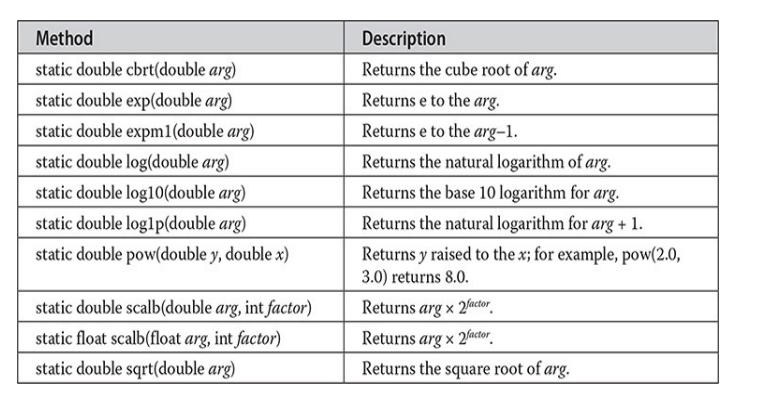 Method Description
static double cbrt(double arg) Returns the cube root of arg.
static double exp(double arg) Returns e to the arg.
static double expm1(double arg) Returns e to the arg–1.
static double log(double arg) Returns the natural logarithm of arg.
static double log10(double arg) Returns the base 10 logarithm for arg.
static double log1p(double arg) Returns the natural logarithm for arg + 1.
static double pow(double y, double x) Returns y raised to the x; for example, pow(2.0,
3.0) returns 8.0.
static double scalb(double arg, int factor) Returns arg × 2^factor.
static float scalb(float arg, int factor) Returns arg × 2^factor.
static double sqrt(double arg) Returns the square root of arg.